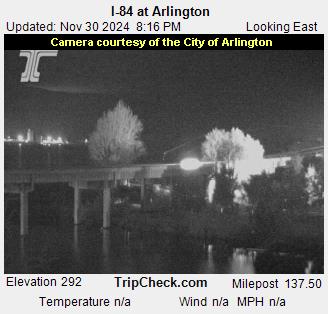 I-84 at Arlington
Updated: Nov 30 2024 8:16 PM Looking East
Camera courtesy of the City of Arlington
Elevation 292 TripCheck.com Milepost 137.50
Temperature n/a Wind n/a MPH n/a